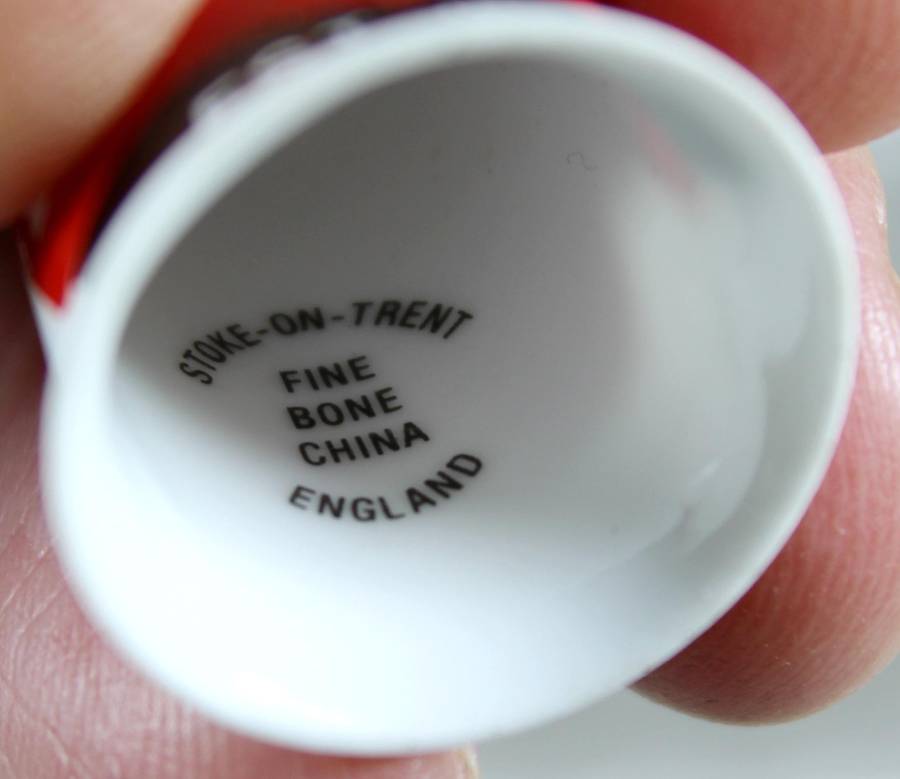 STOKE-ON-TRENT
FINE
BONE
CHINA
ENGLAND